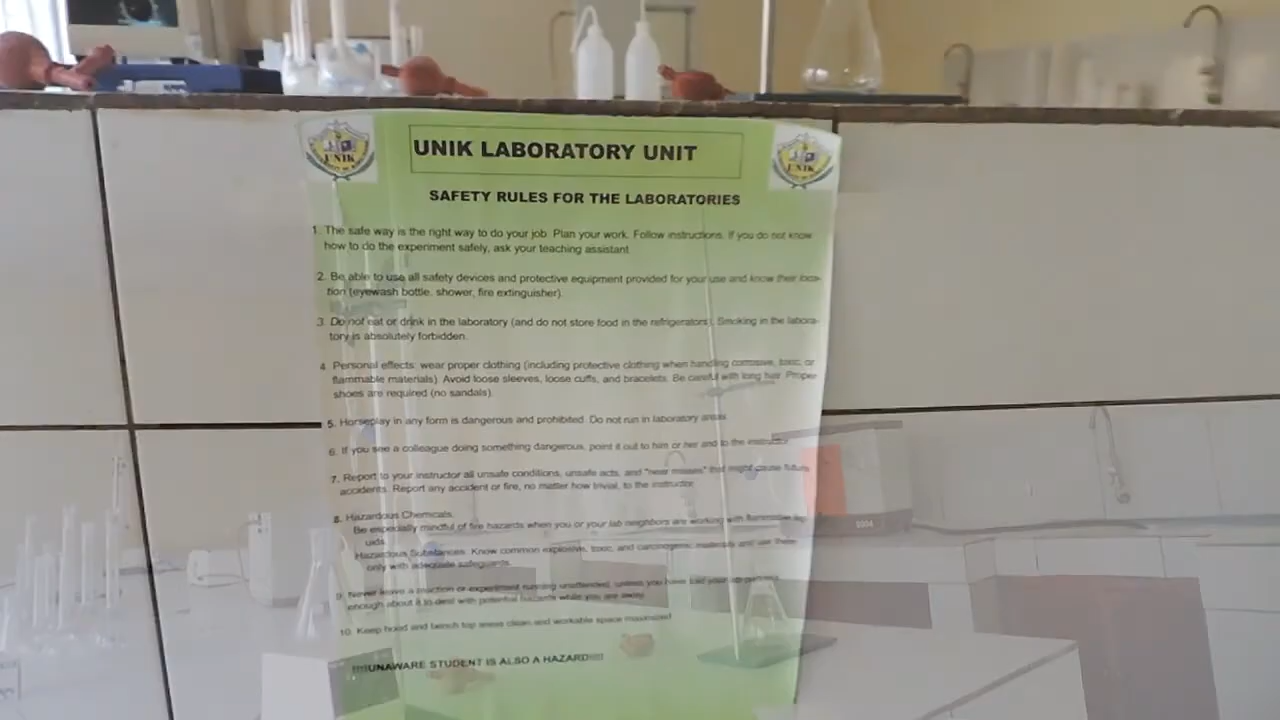 UNIK
UNIK
UNIK LABORATORY UNIT
SAFETY RULES FOR THE LABORATORIES
1. The safe way is the right way to do your job. Plan your work. Follow instructions. If you do not know
how to do the experiment safely, ask your teaching assistant.
2. Be able to use all safety devices and protective equipment provided for your use and know their loca-
tion (eyewash bottle, shower, fire extinguisher).
3. Do not eat or drink in the laboratory (and do not store food in the refrigerators). Smoking in the labora-
tory is absolutely forbidden.
4. Personal effects: wear proper clothing (including protective clothing when handling corrosive, toxic, or
flammable materials). Avoid loose sleeves, loose cuffs, and bracelets. Be careful with long hair. Proper
shoes are required (no sandals).
5. Horseplay in any form is dangerous and prohibited. Do not run in laboratory areas.
6. If you see a colleague doing something dangerous, point it out to him or her and to the instructor.
7. Report to your instructor all unsafe conditions, unsafe acts, and "near misses" that might cause future
accidents. Report any accident or fire, no matter how trivial, to the instructor.
8. Hazardous Chemicals.
Be especially mindful of fire hazards when you or your lab neighbors are working with flammable liq-
uids.
Hazardous Substances. Know common explosive, toxic, and carcinogenic materials and use them
only with adequate safeguards.
9. Never leave a reaction or experiment running unattended, unless you have told your
enough about it to deal with potential hazards while you are away.
10. Keep hood and bench top areas clean and workable space maximized
!!!!UNAWARE STUDENT IS ALSO A HAZARD!!!!